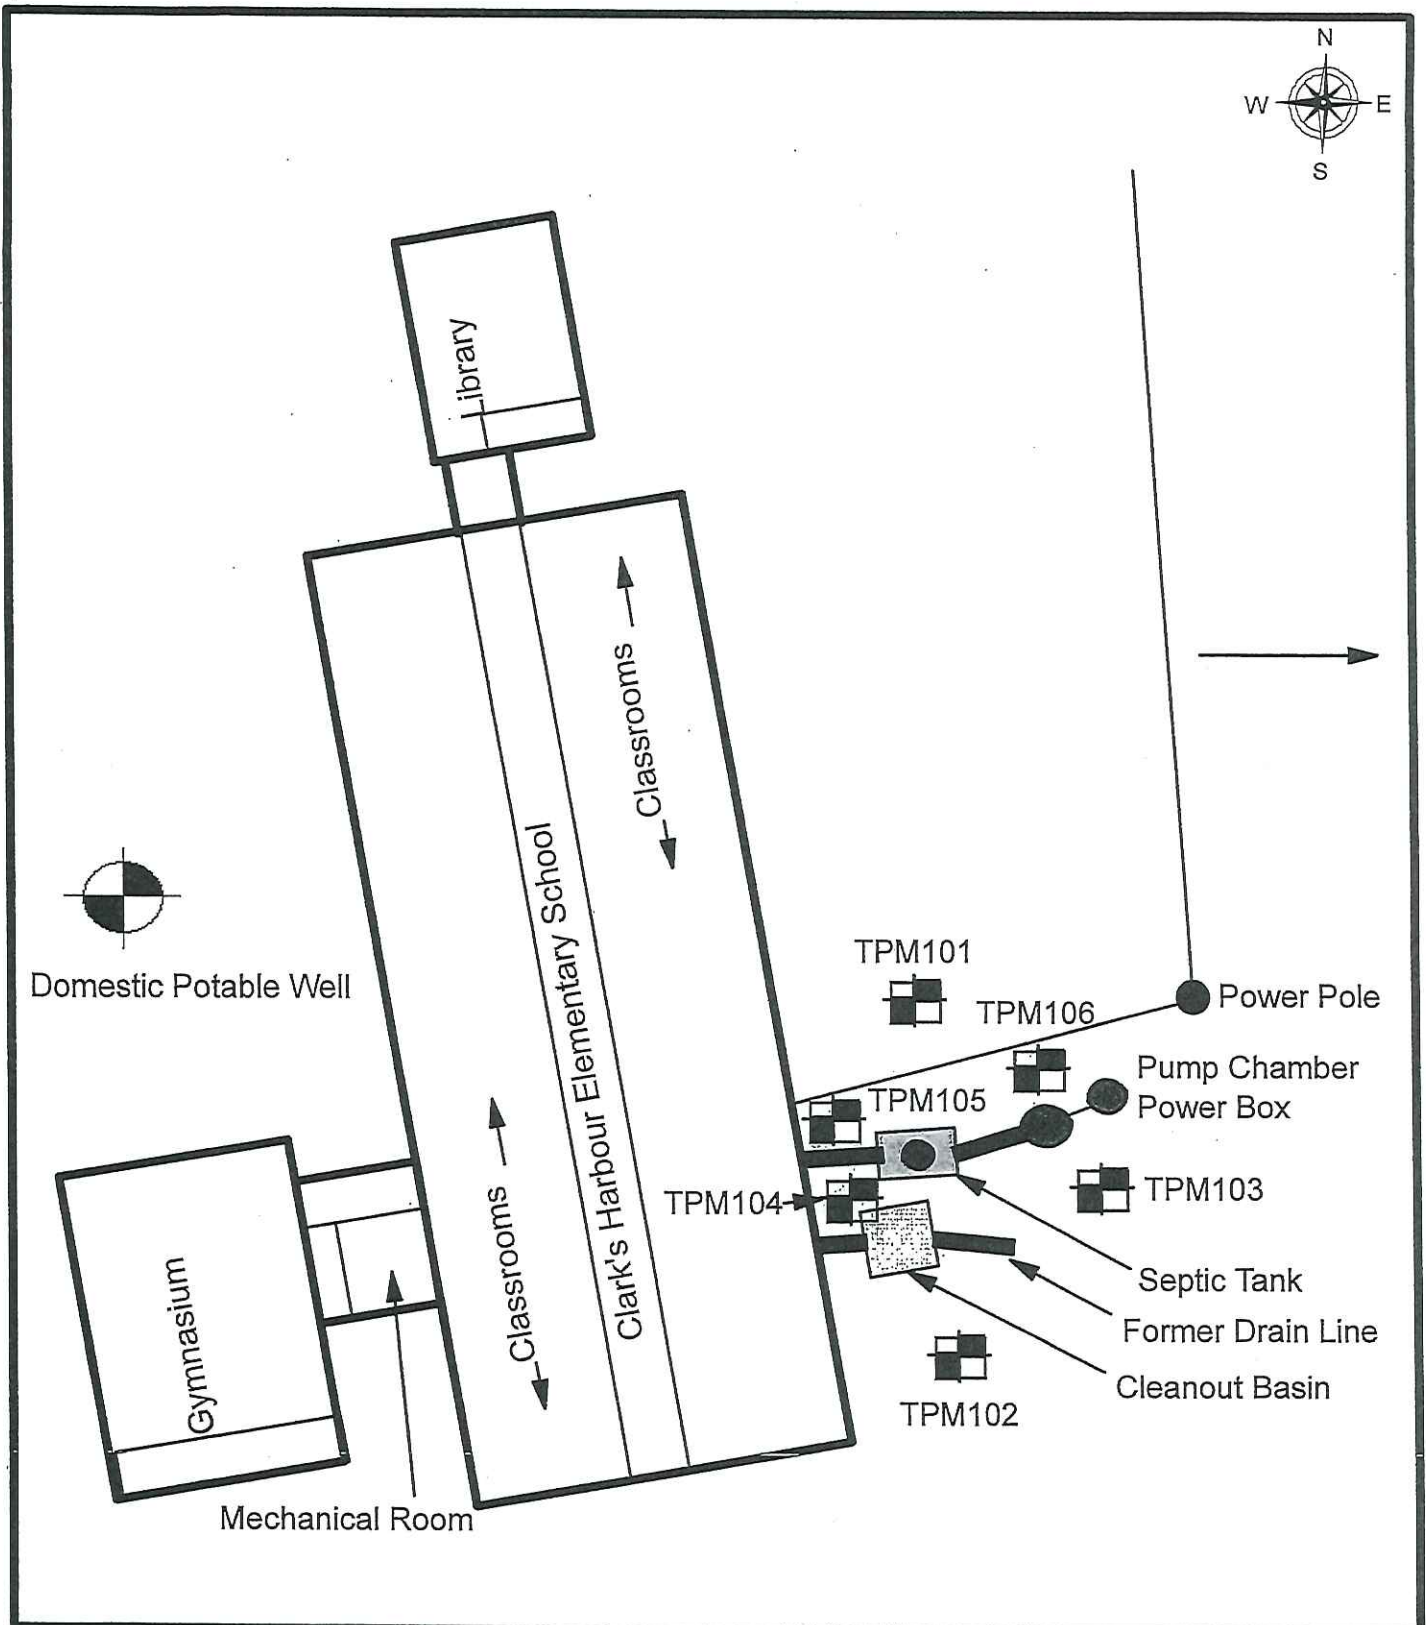 N
W E
S
Library
Classrooms
Clark's Harbour Elementary School
Domestic Potable Well
TPM101
TPM106
Power Pole
Pump Chamber
Power Box
TPM105
TPM104
TPM103
Classrooms
Gymnasium
Septic Tank
Former Drain Line
Cleanout Basin
TPM102
Mechanical Room